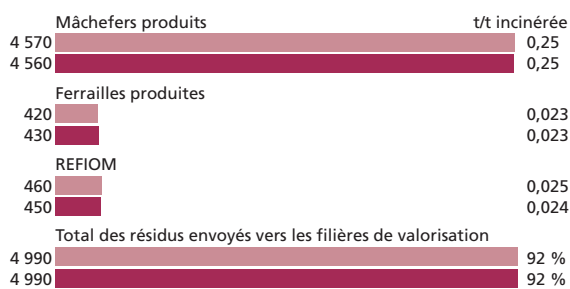 Mâchefers produits t/t incinérée
4 570 0,25
4 560 0,25
Ferrailles produites
420 0,023
430 0,023
REFIOM
460 0,025
450 0,024
Total des résidus envoyés vers les filières de valorisation
4 990 92 %
4 990 92 %